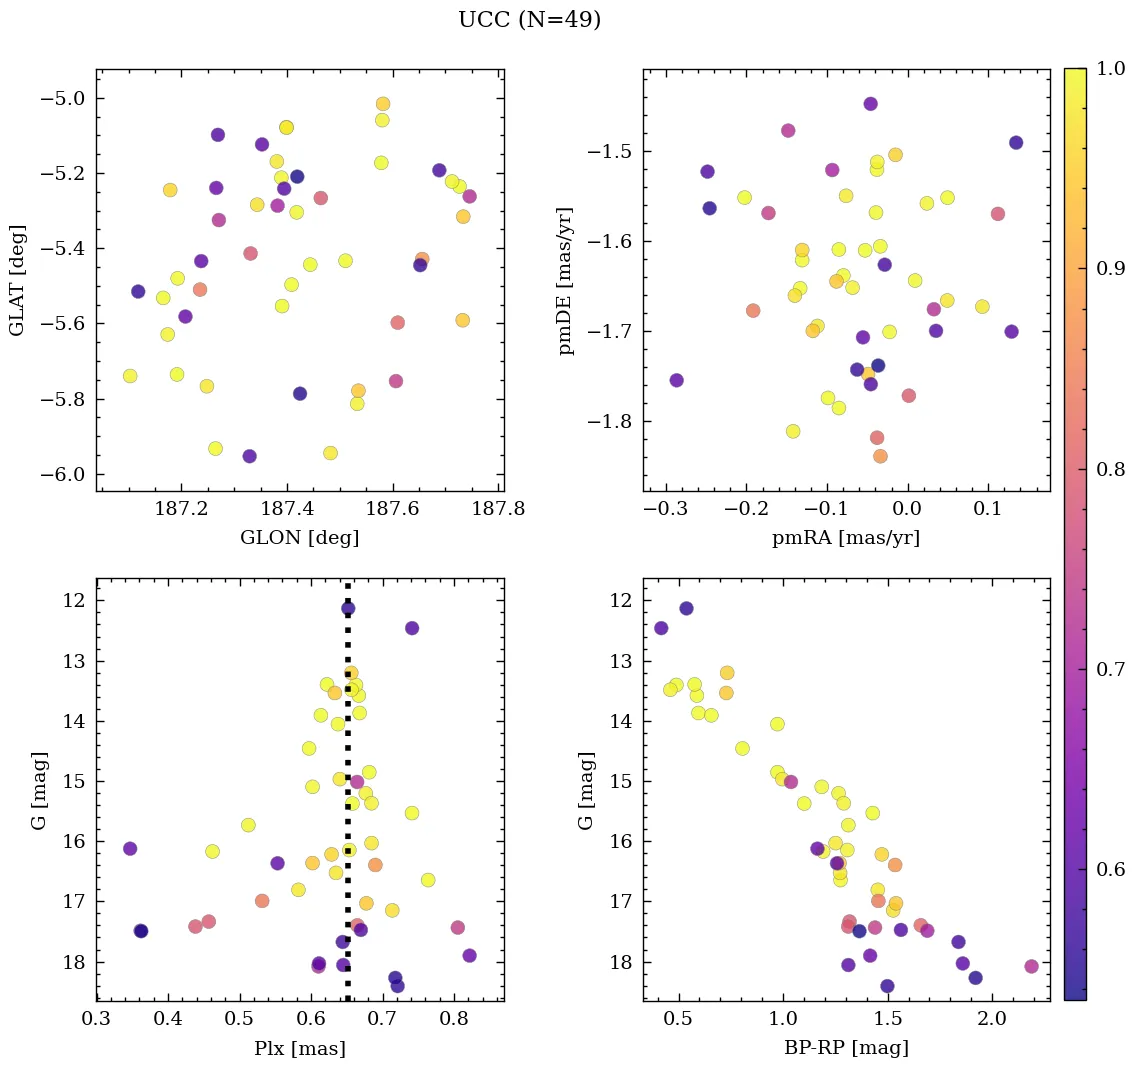 UCC (N=49)
−5.0
−5.2
−5.4
−5.6
−5.8
−6.0
GLAT [deg]
187.2 187.4 187.6 187.8
GLON [deg]
−1.5
−1.6
−1.7
−1.8
pmDE [mas/yr]
−0.3 −0.2 −0.1 0.0 0.1
pmRA [mas/yr]
1.0
0.9
0.8
0.7
0.6
12
13
14
15
16
17
18
G [mag]
0.3 0.4 0.5 0.6 0.7 0.8
Plx [mas]
12
13
14
15
16
17
18
G [mag]
0.5 1.0 1.5 2.0
BP-RP [mag]